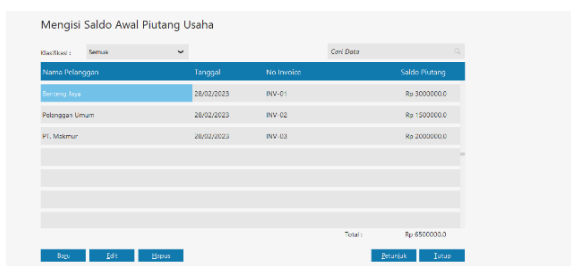 Mengisi Saldo Awal Piutang Usaha
Klasifikasi : Semua Cari Data
Nama Pelanggan Tanggal No Invoice Saldo Piutang
Benteng Jaya 28/02/2023 INV-01 Rp 3000000.0
Pelanggan Umum 28/02/2023 INV-02 Rp 1500000.0
PT. Makmur 28/02/2023 INV-03 Rp 2000000.0
Total : Rp 6500000.0
Baru Edit Hapus Petunjuk Tutup